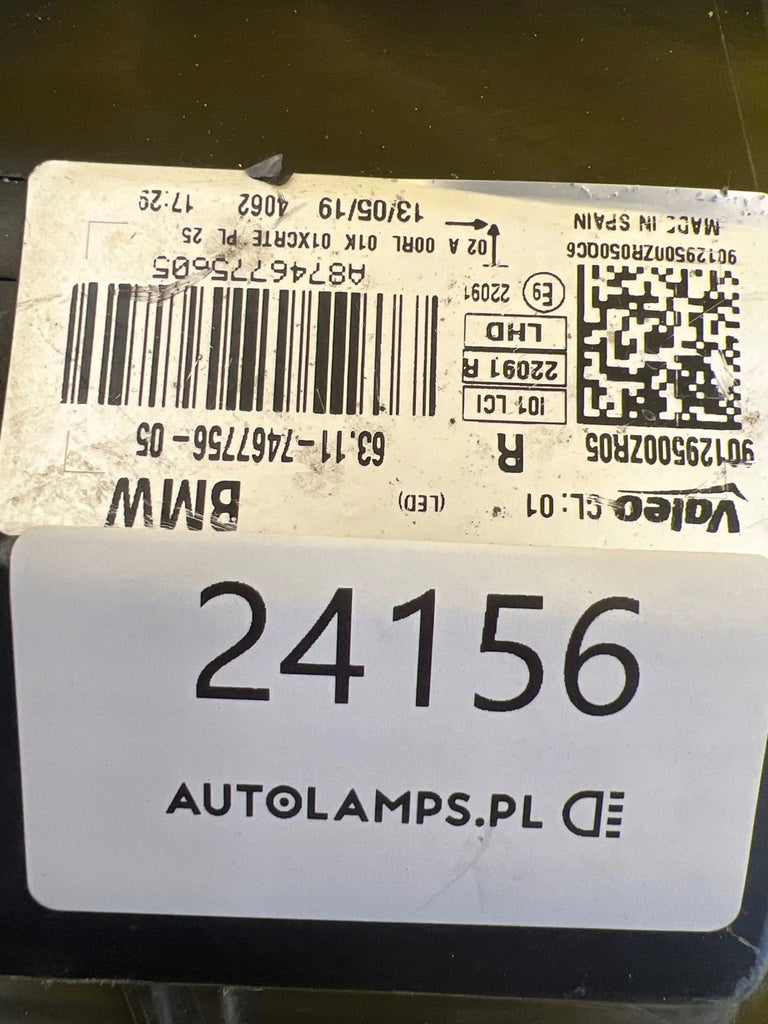 Valeo CL: 01 (LED) BMW
90129500ZR05 R 63.11-7467756-05
I01 LCI
22091 R
LHD
E9 22091
A8746775605
90129500ZR050QC6 02 A 00RL 01K 01XCRTE PL 25
MADE IN SPAIN 13/05/19 4062 17:29
24156
AUTOLAMPS.PL